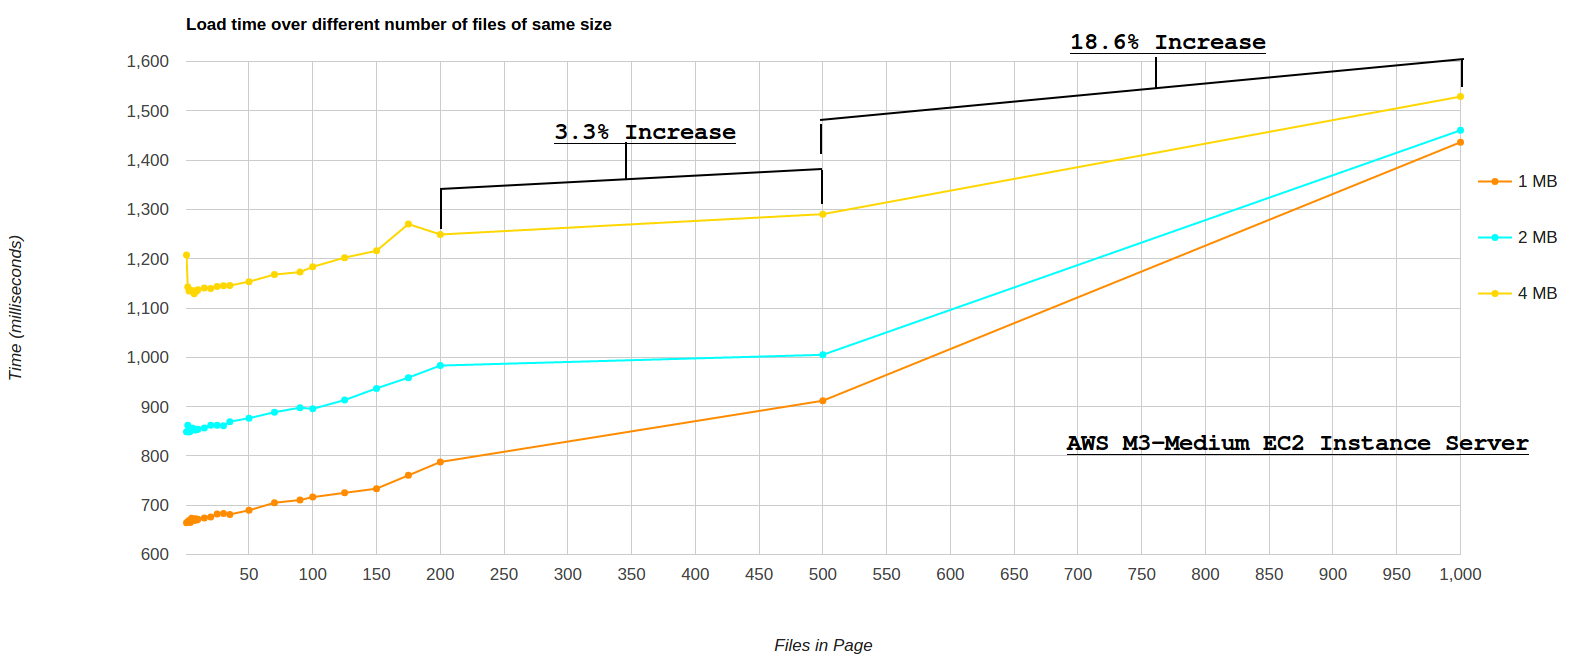 Load time over different number of files of same size
18.6% Increase
3.3% Increase
1,600
1,500
1,400
1,300
1,200
1,100
1,000
900
800
700
600
Time (milliseconds)
1 MB
2 MB
4 MB
AWS M3-Medium EC2 Instance Server
50 100 150 200 250 300 350 400 450 500 550 600 650 700 750 800 850 900 950 1,000
Files in Page